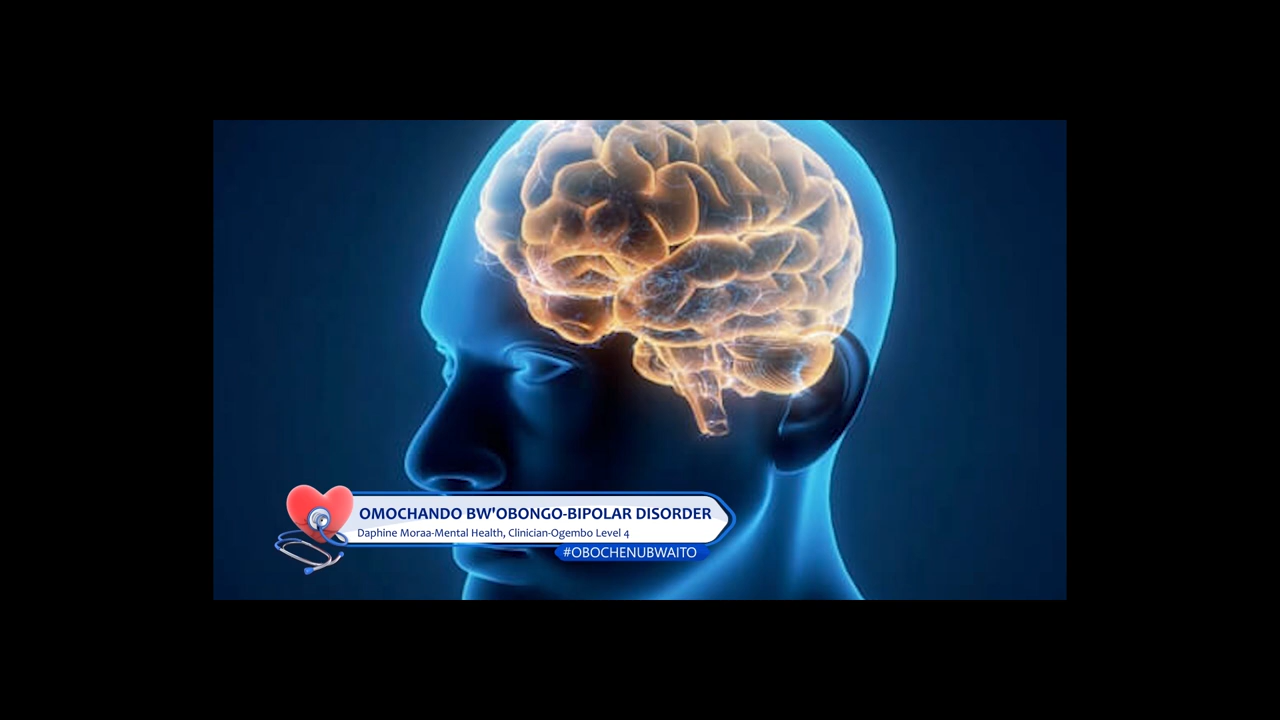 OMOCHANDO BW'OBONGO-BIPOLAR DISORDER
Daphine Moraa-Mental Health, Clinician-Ogembo Level 4
#OBOCHENUBWAITO